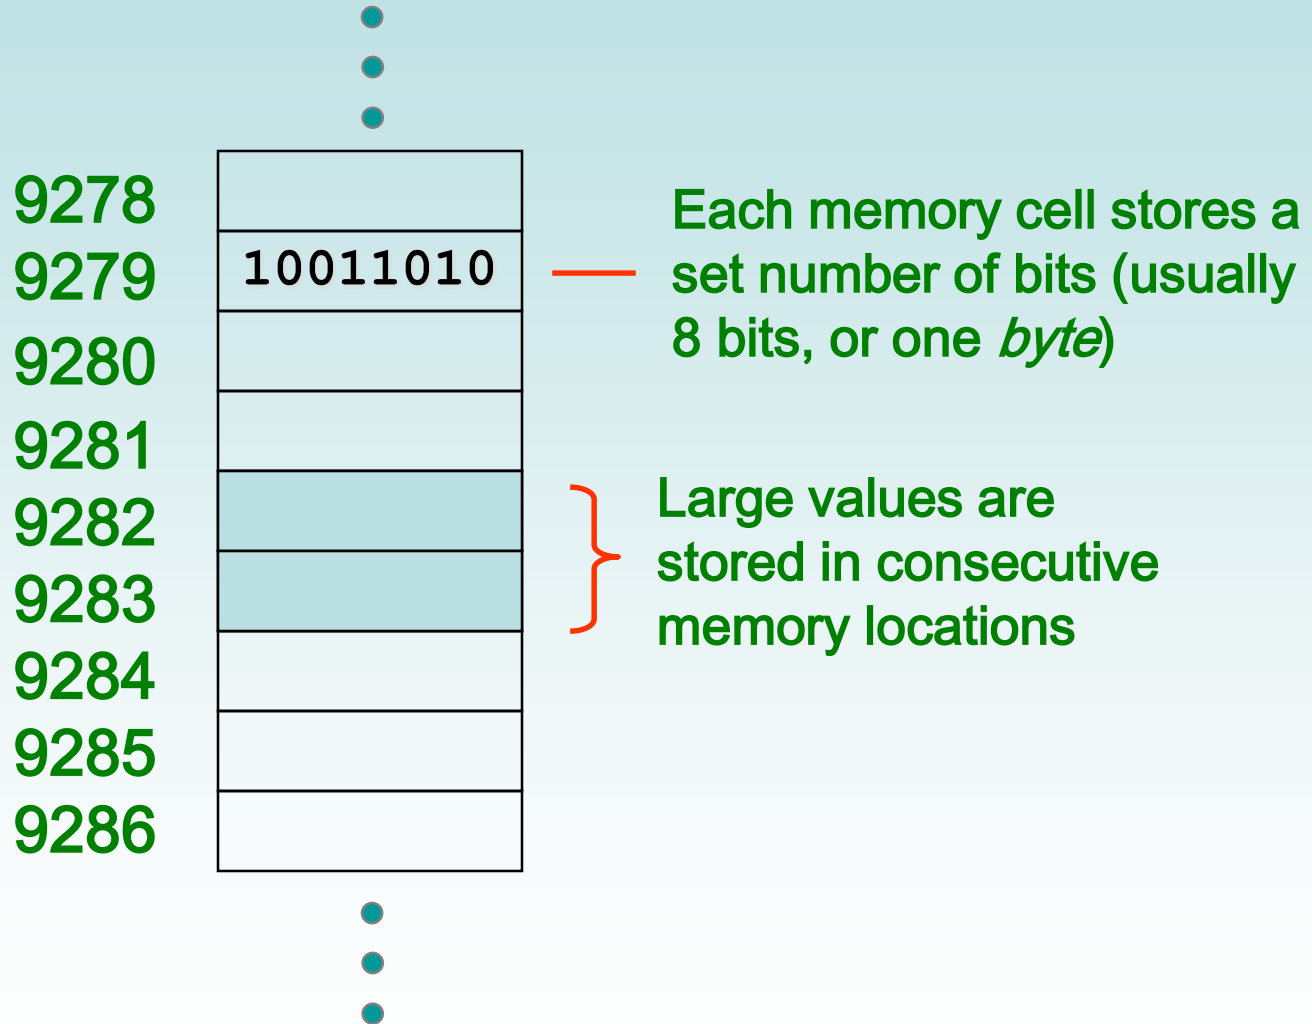 9278
9279
10011010
9280
9281
9282
9283
9284
9285
9286
Each memory cell stores a
set number of bits (usually
8 bits, or one byte)
Large values are
stored in consecutive
memory locations